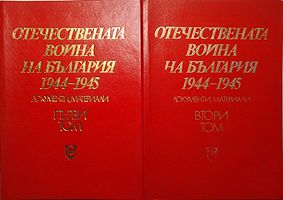 ОТЕЧЕСТВЕНАТА
ВОЙНА
НА БЪЛГАРИЯ
1944–1945
ДОКУМЕНТИ, МАТЕРИАЛИ
ПЪРВИ
ТОМ
ОТЕЧЕСТВЕНАТА
ВОЙНА
НА БЪЛГАРИЯ
1944–1945
ДОКУМЕНТИ, МАТЕРИАЛИ
ВТОРИ
ТОМ